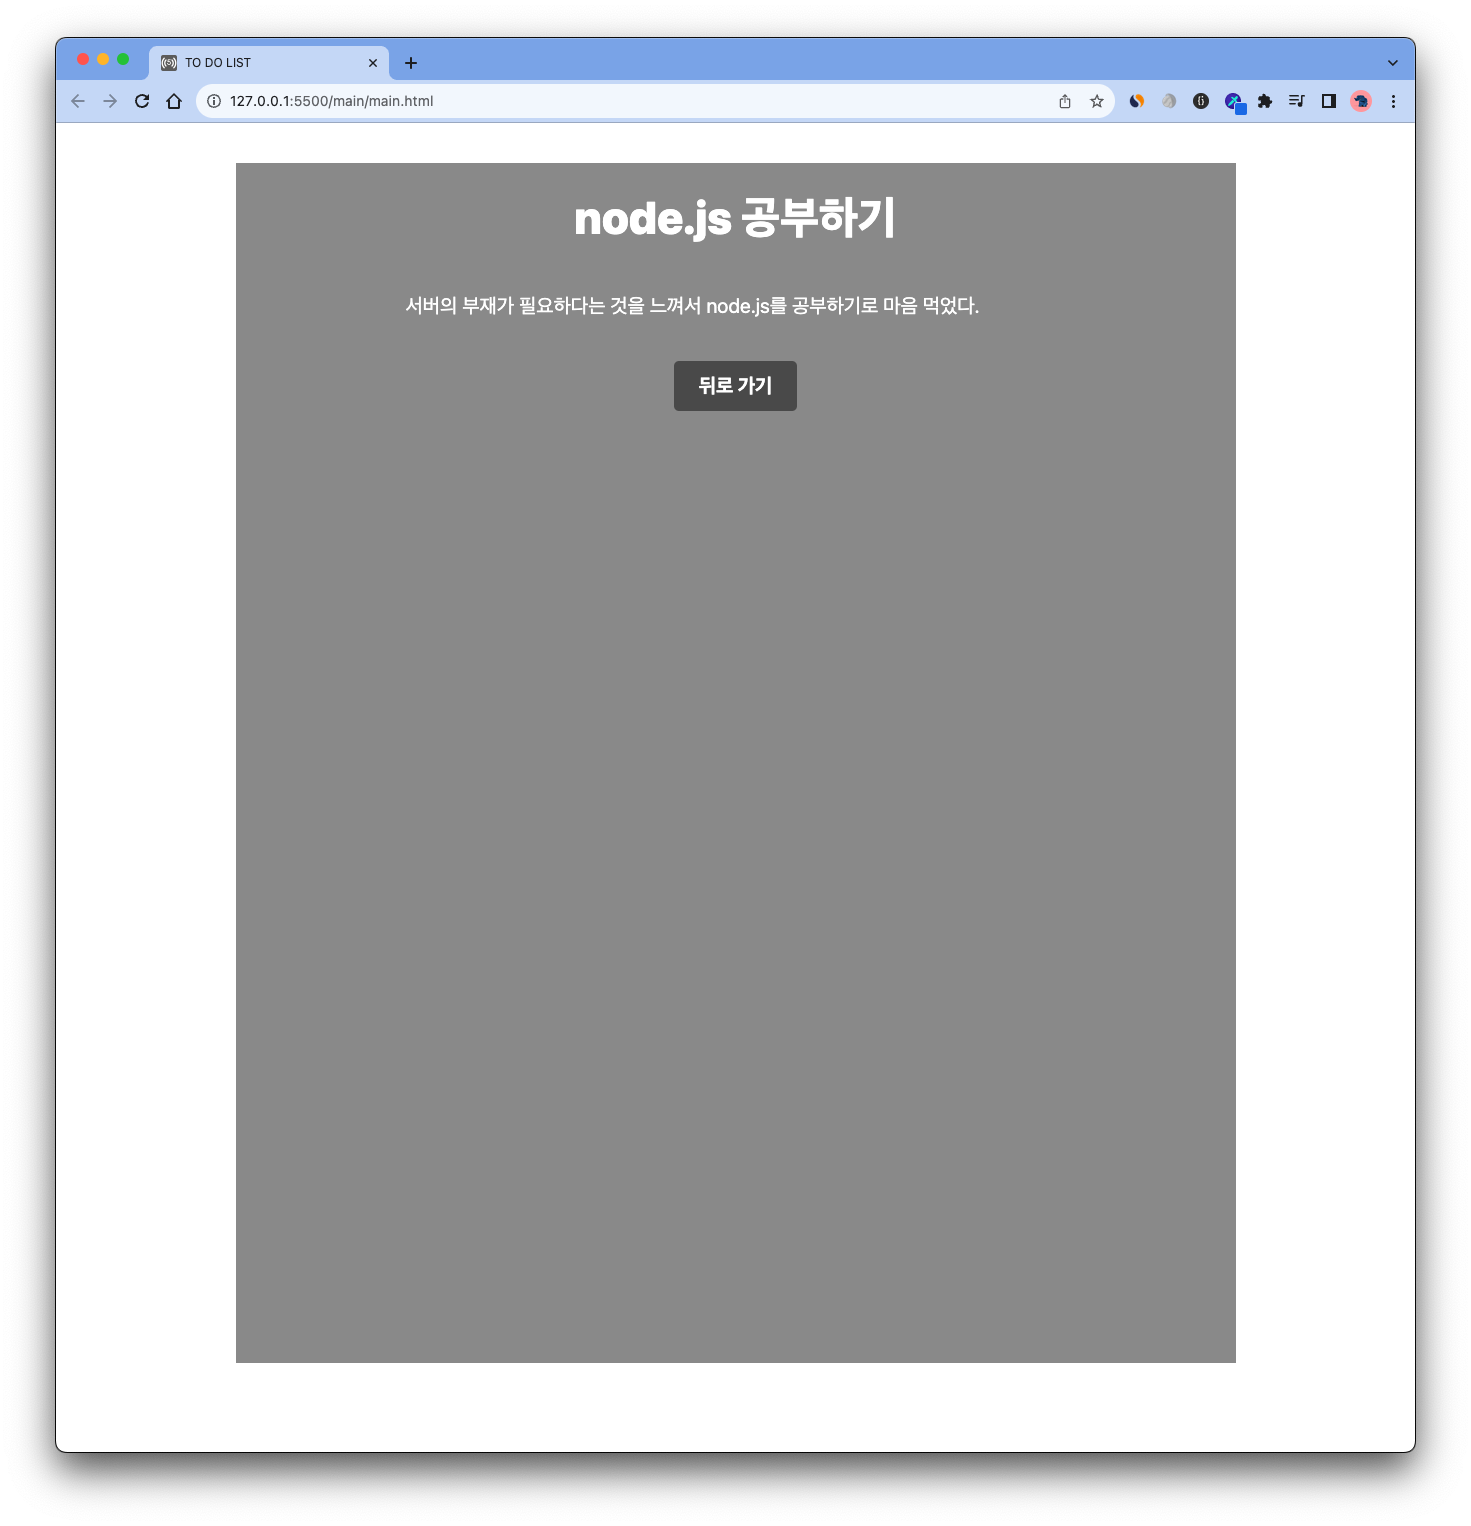 TO DO LIST
127.0.0.1:5500/main/main.html
node.js 공부하기
서버의 부재가 필요하다는 것을 느껴서 node.js를 공부하기로 마음 먹었다.
뒤로 가기